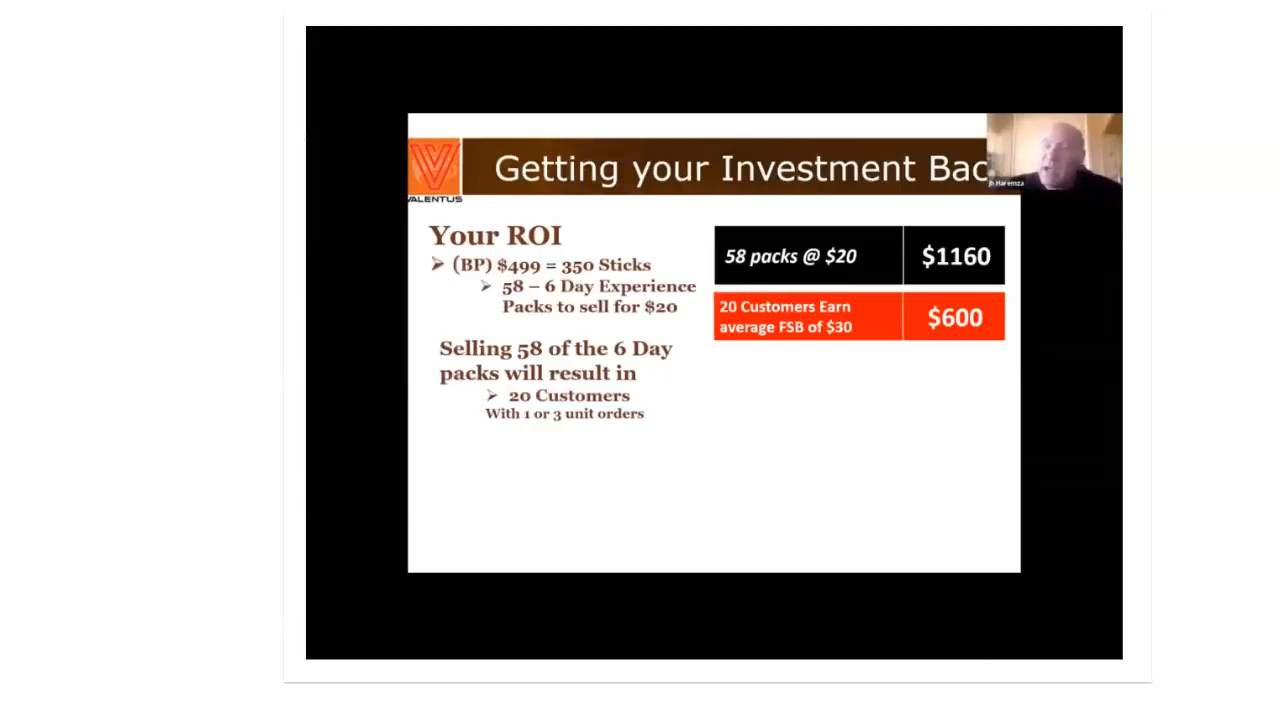 Getting your Investment Bac
VALENTUS
Your ROI
(BP) $499 = 350 Sticks
58 – 6 Day Experience
Packs to sell for $20
Selling 58 of the 6 Day
packs will result in
20 Customers
With 1 or 3 unit orders
58 packs @ $20
$1160
20 Customers Earn
average FSB of $30
$600
Haremza